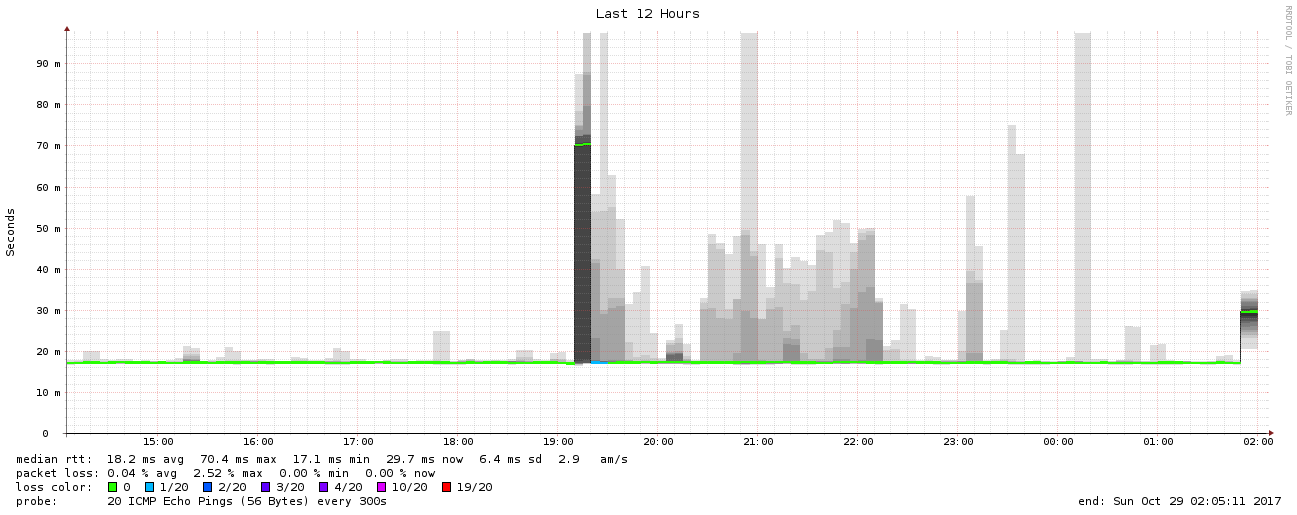 Last 12 Hours
RRDTOOL / TOBI OETIKER
Seconds
90 m
80 m
70 m
60 m
50 m
40 m
30 m
20 m
10 m
0
15:00 16:00 17:00 18:00 19:00 20:00 21:00 22:00 23:00 00:00 01:00 02:00
median rtt: 18.2 ms avg 70.4 ms max 17.1 ms min 29.7 ms now 6.4 ms sd 2.9 am/s
packet loss: 0.04 % avg 2.52 % max 0.00 % min 0.00 % now
loss color: 0 1/20 2/20 3/20 4/20 10/20 19/20
probe: 20 ICMP Echo Pings (56 Bytes) every 300s end: Sun Oct 29 02:05:11 2017